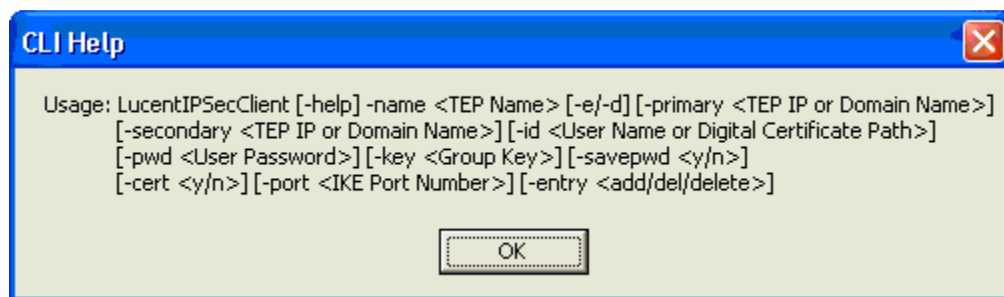 CLI Help
Usage: LucentIPSecClient [-help] -name <TEP Name> [-e/-d] [-primary <TEP IP or Domain Name>]
[-secondary <TEP IP or Domain Name>] [-id <User Name or Digital Certificate Path>]
[-pwd <User Password>] [-key <Group Key>] [-savepwd <y/n>]
[-cert <y/n>] [-port <IKE Port Number>] [-entry <add/del/delete>]
OK